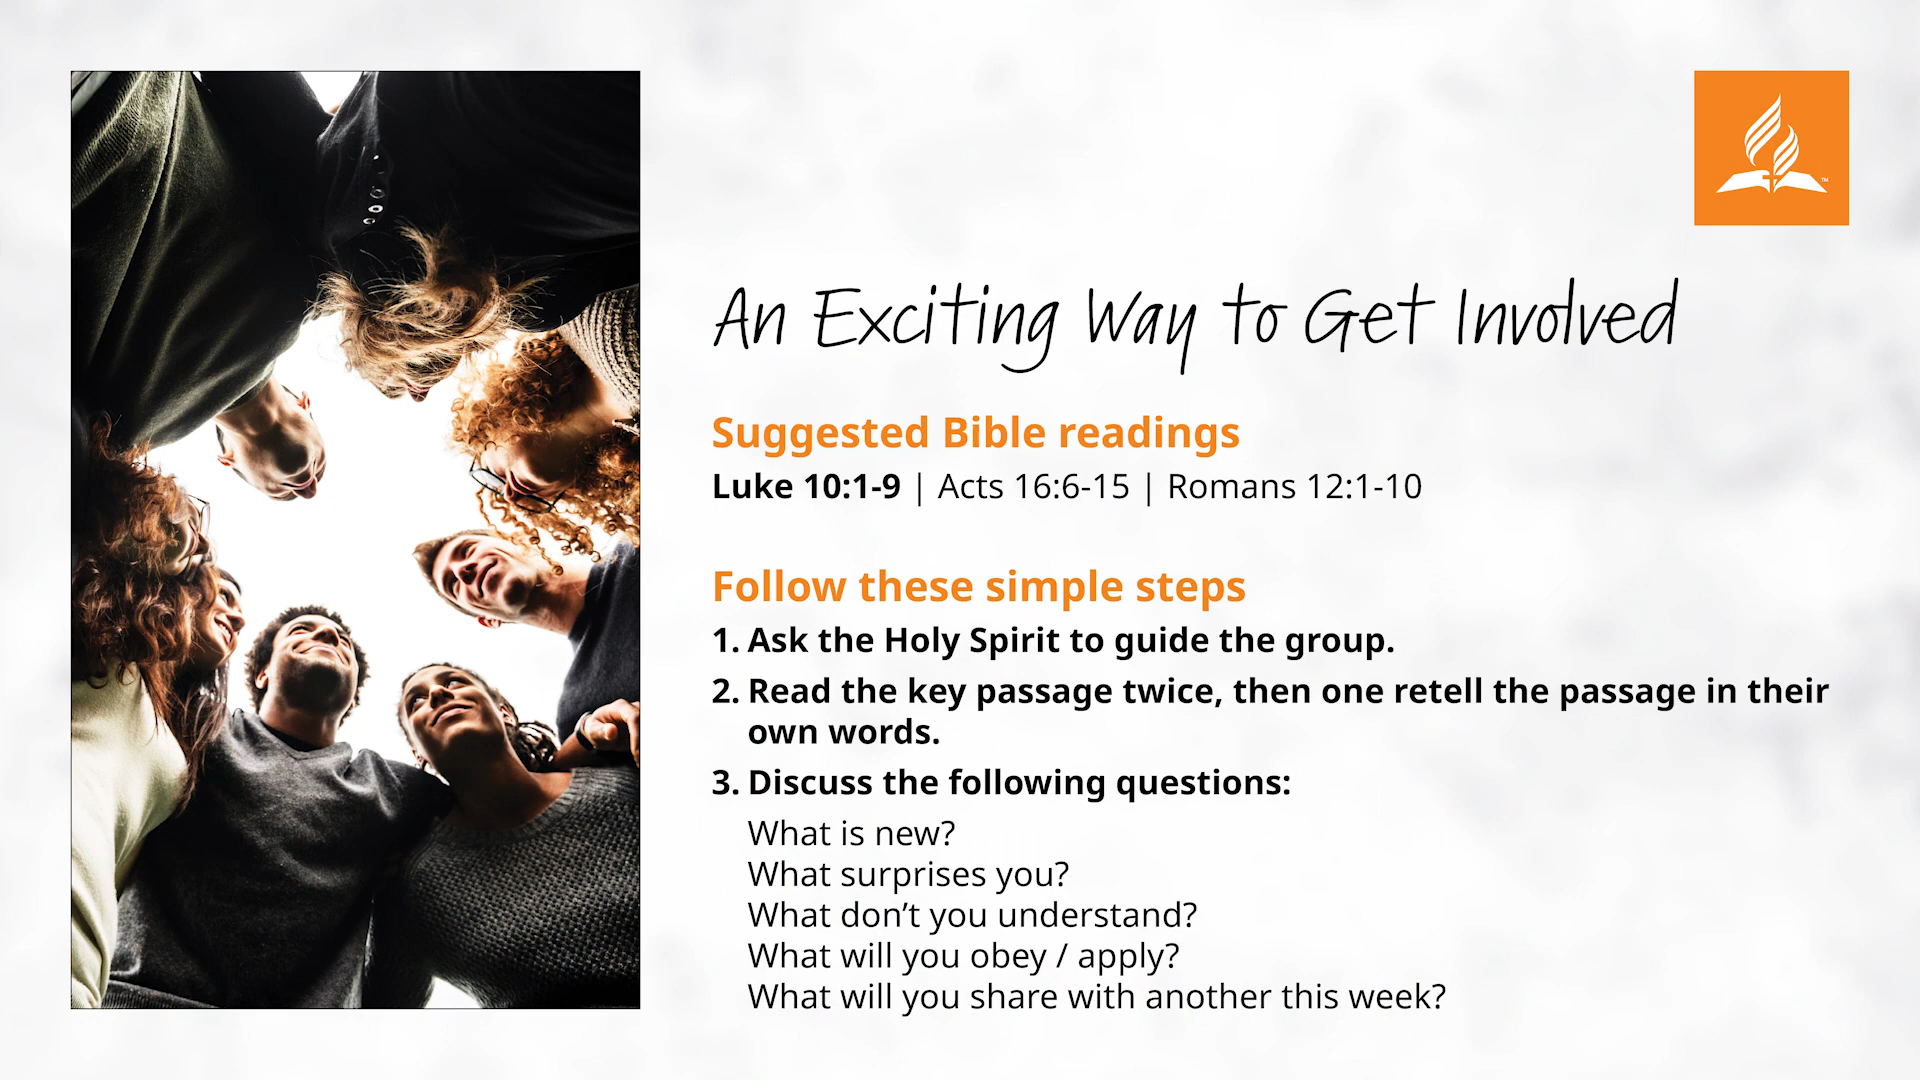 An Exciting Way to Get Involved
Suggested Bible readings
Luke 10:1-9 | Acts 16:6-15 | Romans 12:1-10
Follow these simple steps
1. Ask the Holy Spirit to guide the group.
2. Read the key passage twice, then one retell the passage in their
own words.
3. Discuss the following questions:
What is new?
What surprises you?
What don’t you understand?
What will you obey / apply?
What will you share with another this week?